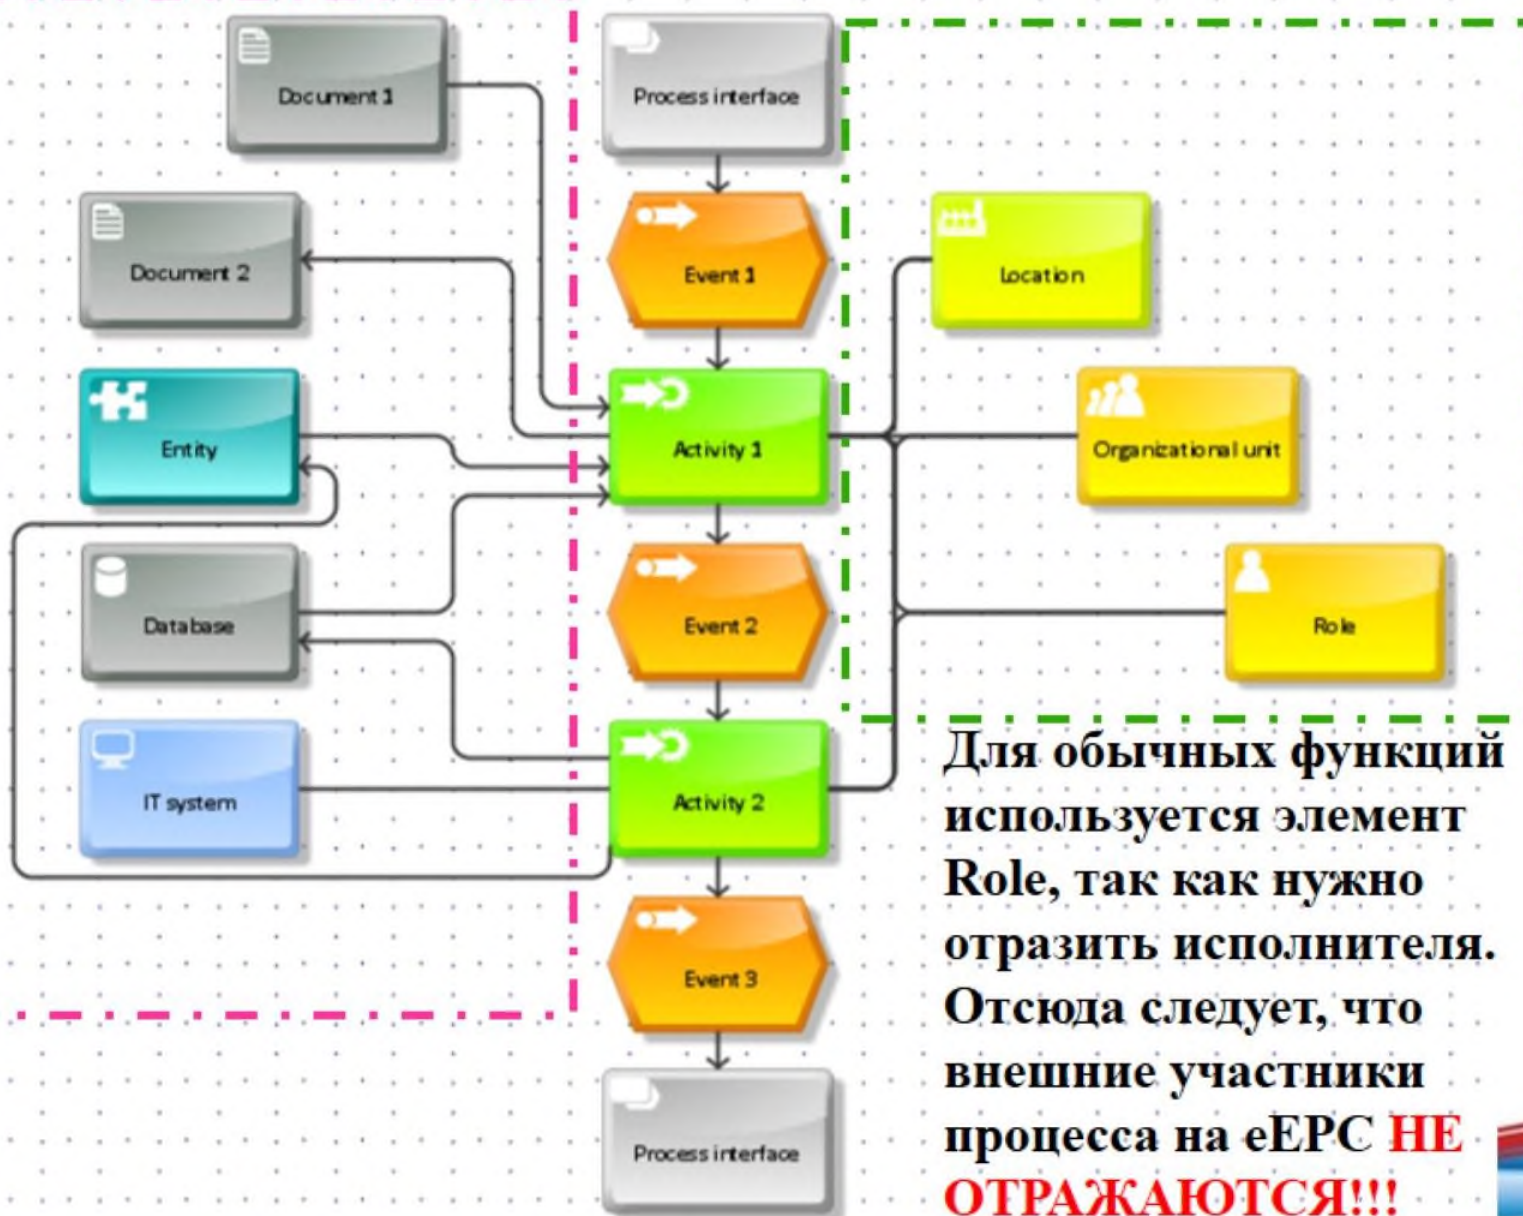 Document 1
Process interface
Document 2
Event 1
Location
Entity
Activity 1
Organizational unit
Database
Event 2
Role
IT system
Activity 2
Event 3
Process interface
Для обычных функций
используется элемент
Role, так как нужно
отразить исполнителя.
Отсюда следует, что
внешние участники
процесса на eEPC НЕ
ОТРАЖАЮТСЯ!!!